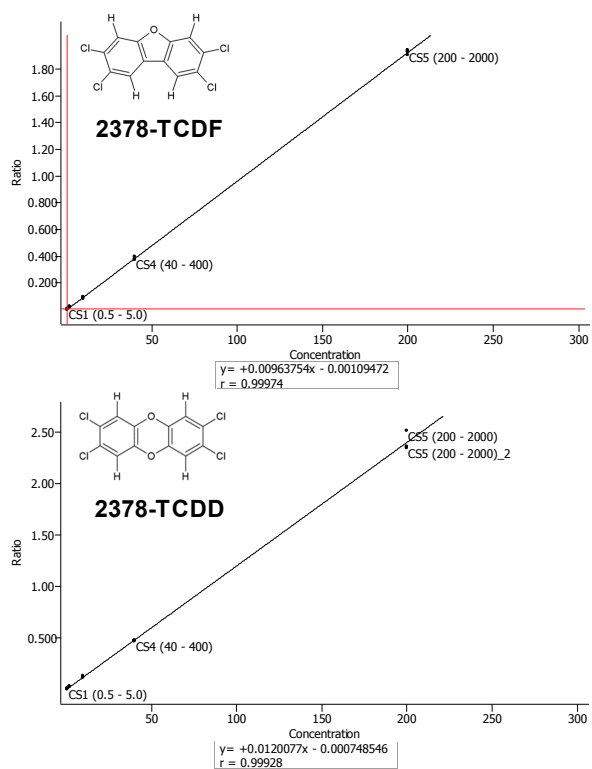 H
H
O
Cl
Cl
Cl
Cl
H
H
2378-TCDF
Ratio
1.80
1.60
1.40
1.20
1.00
0.800
0.600
0.400
0.200
CS5 (200 - 2000)
CS4 (40 - 400)
CS1 (0.5 - 5.0)
50
100
150
200
250
300
Concentration
y= +0.00963754x - 0.00109472
r = 0.99974
H
H
Cl
O
Cl
Cl
O
Cl
H
H
2378-TCDD
Ratio
2.50
2.00
1.50
1.00
0.500
CS5 (200 - 2000)
CS5 (200 - 2000)_2
CS4 (40 - 400)
CS1 (0.5 - 5.0)
50
100
150
200
250
300
Concentration
y= +0.0120077x - 0.000748546
r = 0.99928